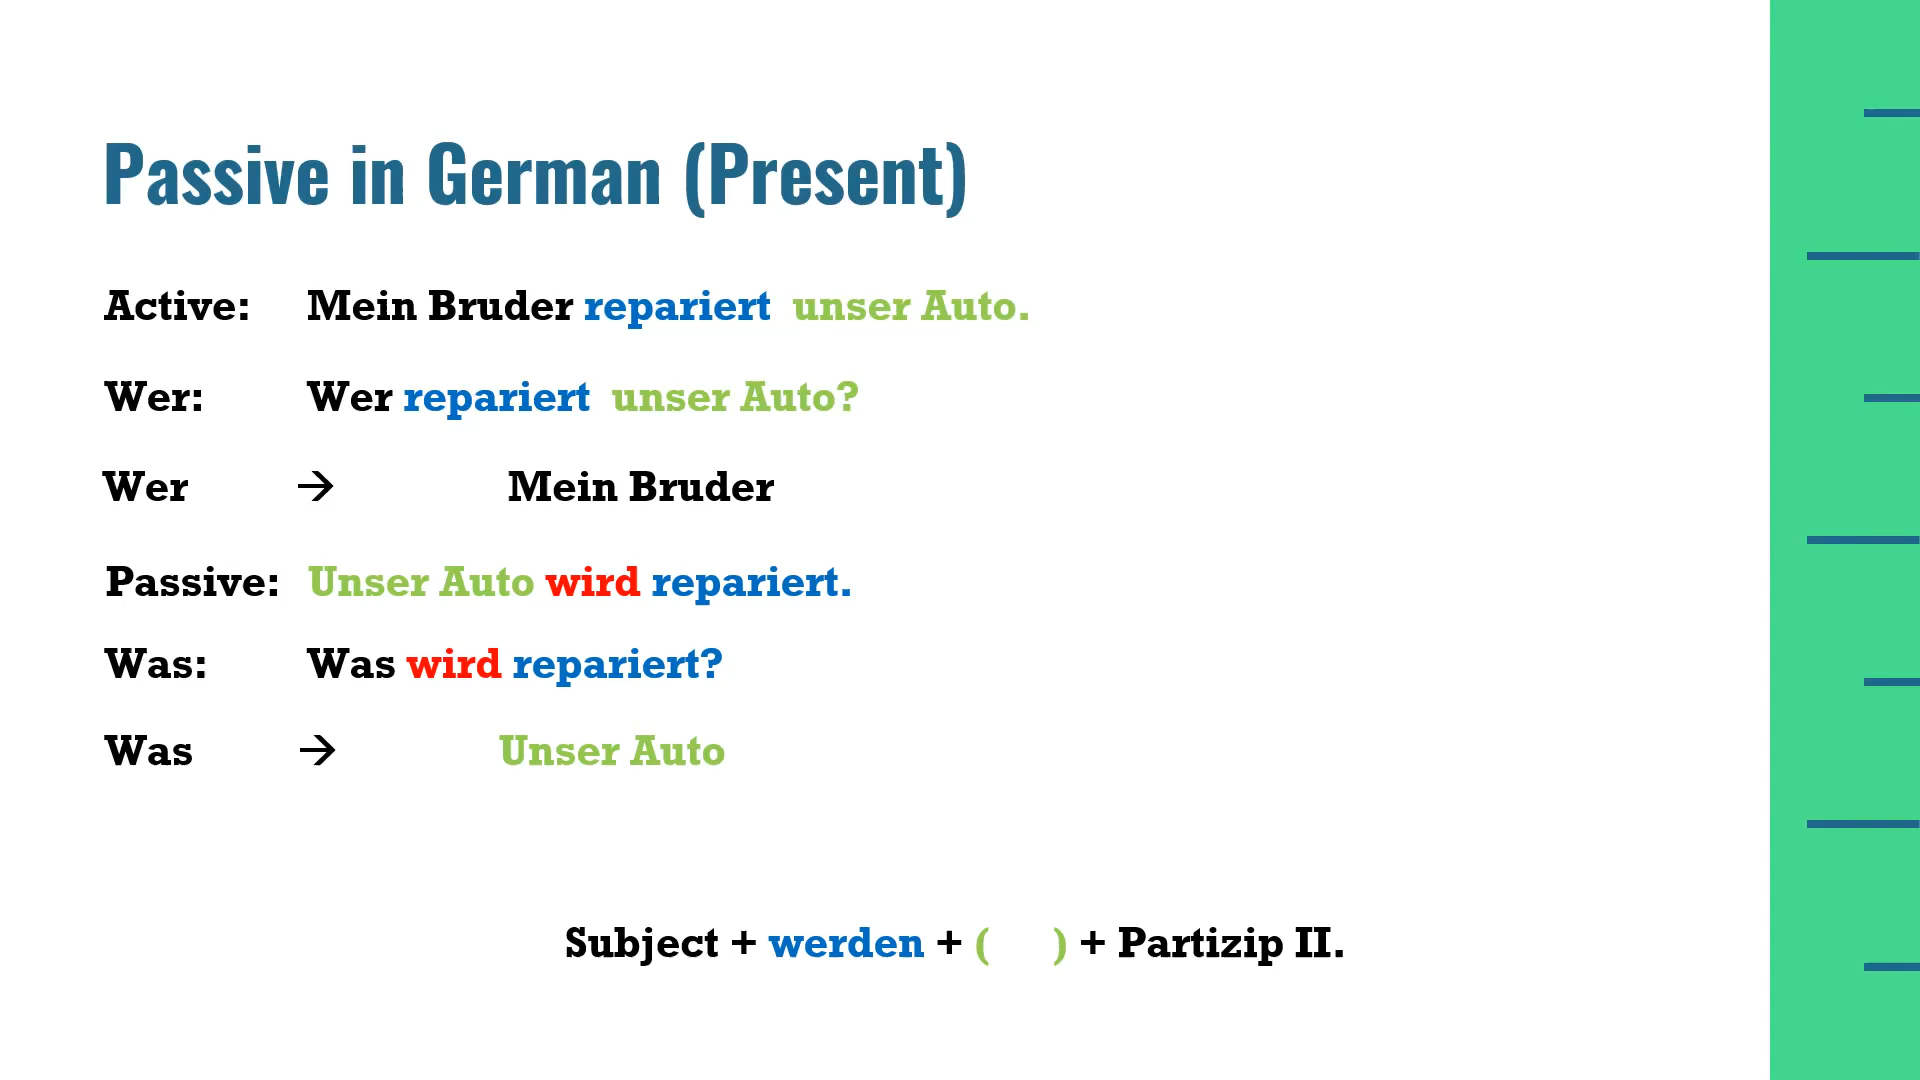 Passive in German (Present)
Active: Mein Bruder repariert unser Auto.
Wer: Wer repariert unser Auto?
Wer → Mein Bruder
Passive: Unser Auto wird repariert.
Was: Was wird repariert?
Was → Unser Auto
Subject + werden + ( ) + Partizip II.